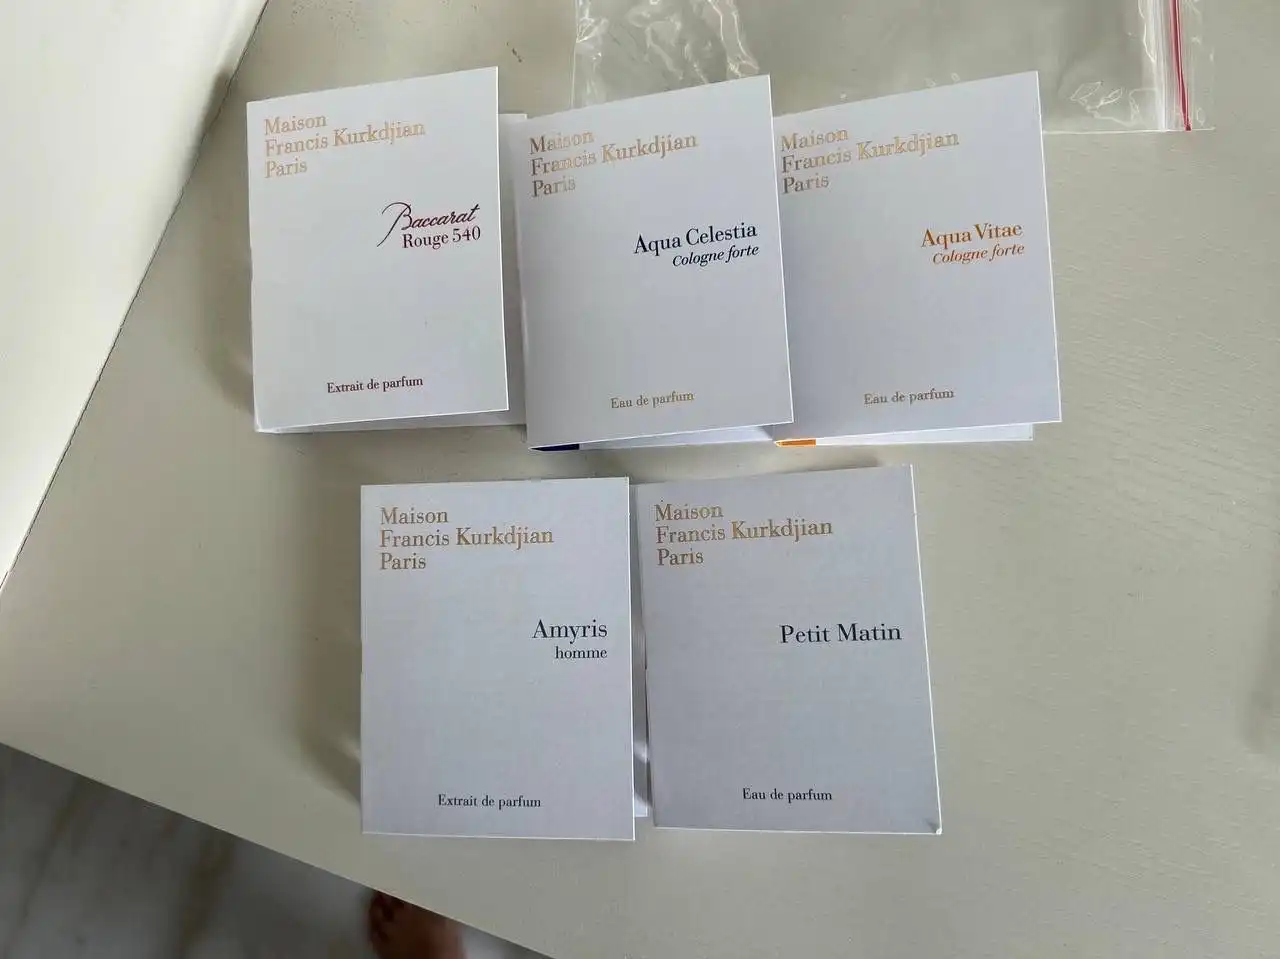 Maison
Francis Kurkdjian
Paris
Baccarat
Rouge 540
Extrait de parfum
Maison
Francis Kurkdjian
Paris
Aqua Celestia
Cologne forte
Eau de parfum
Maison
Francis Kurkdjian
Paris
Aqua Vitae
Cologne forte
Eau de parfum
Maison
Francis Kurkdjian
Paris
Amyris
homme
Extrait de parfum
Maison
Francis Kurkdjian
Paris
Petit Matin
Eau de parfum